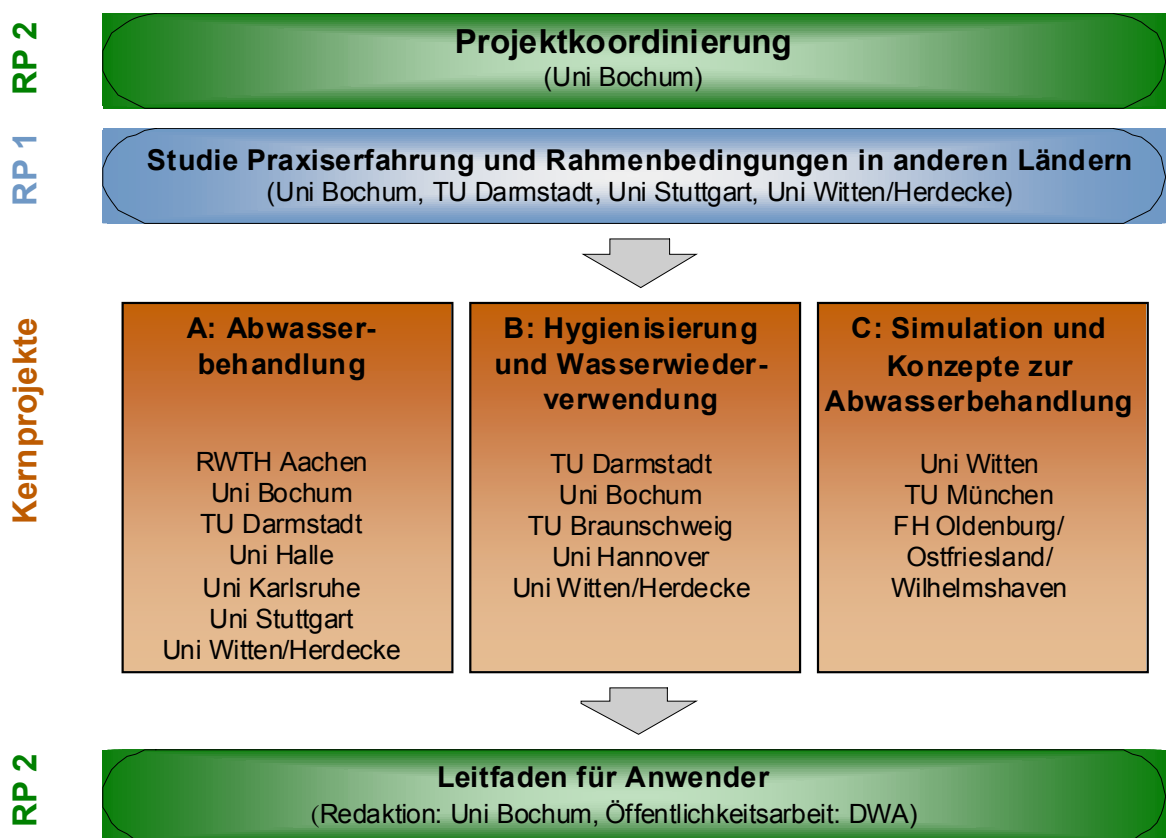 RP 2
Projektkoordinierung
(Uni Bochum)
RP 1
Studie Praxiserfahrung und Rahmenbedingungen in anderen Ländern
(Uni Bochum, TU Darmstadt, Uni Stuttgart, Uni Witten/Herdecke)
Kernprojekte
A: Abwasser-
behandlung
RWTH Aachen
Uni Bochum
TU Darmstadt
Uni Halle
Uni Karlsruhe
Uni Stuttgart
Uni Witten/Herdecke
B: Hygienisierung
und Wasserwieder-
verwendung
TU Darmstadt
Uni Bochum
TU Braunschweig
Uni Hannover
Uni Witten/Herdecke
C: Simulation und
Konzepte zur
Abwasserbehandlung
Uni Witten
TU München
FH Oldenburg/
Ostfriesland/
Wilhelmshaven
RP 2
Leitfaden für Anwender
(Redaktion: Uni Bochum, Öffentlichkeitsarbeit: DWA)